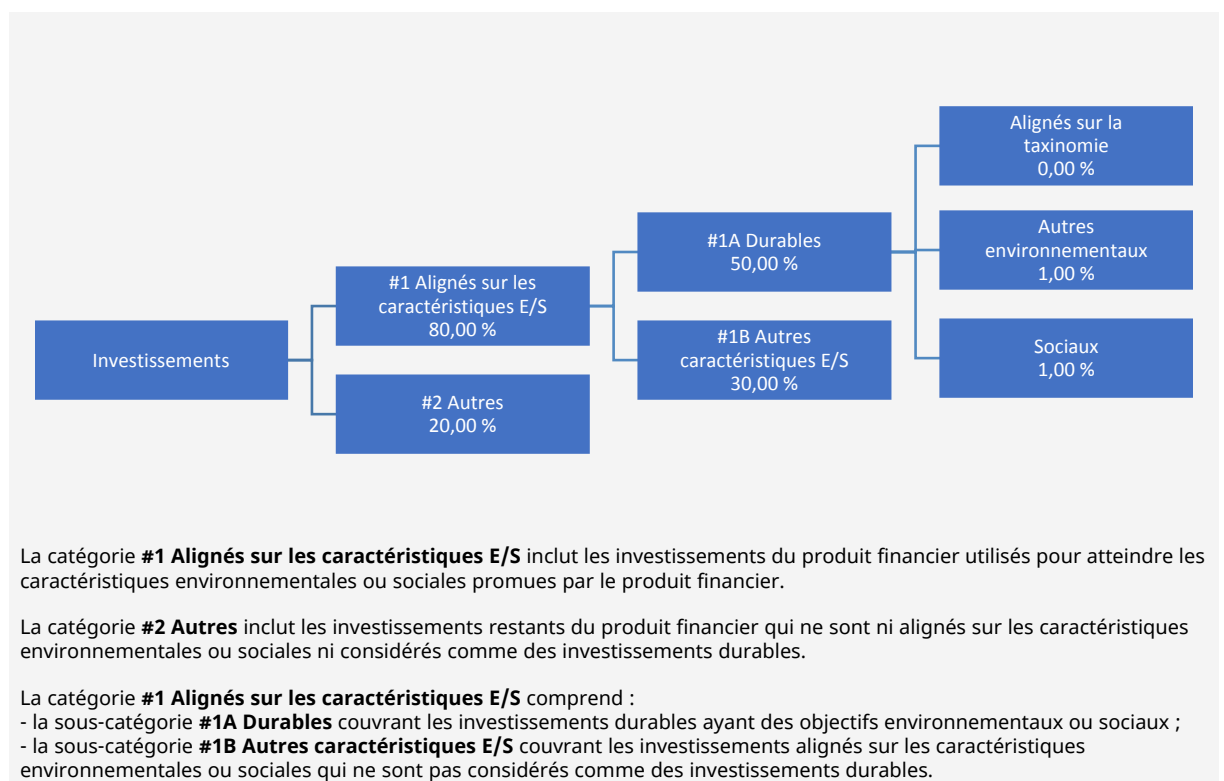 Investissements
#1 Alignés sur les
caractéristiques E/S
80,00 %
#2 Autres
20,00 %
#1A Durables
50,00 %
#1B Autres
caractéristiques E/S
30,00 %
Alignés sur la
taxinomie
0,00 %
Autres
environnementaux
1,00 %
Sociaux
1,00 %
La catégorie #1 Alignés sur les caractéristiques E/S inclut les investissements du produit financier utilisés pour atteindre les
caractéristiques environnementales ou sociales promues par le produit financier.
La catégorie #2 Autres inclut les investissements restants du produit financier qui ne sont ni alignés sur les caractéristiques
environnementales ou sociales ni considérés comme des investissements durables.
La catégorie #1 Alignés sur les caractéristiques E/S comprend :
- la sous-catégorie #1A Durables couvrant les investissements durables ayant des objectifs environnementaux ou sociaux ;
- la sous-catégorie #1B Autres caractéristiques E/S couvrant les investissements alignés sur les caractéristiques
environnementales ou sociales qui ne sont pas considérés comme des investissements durables.